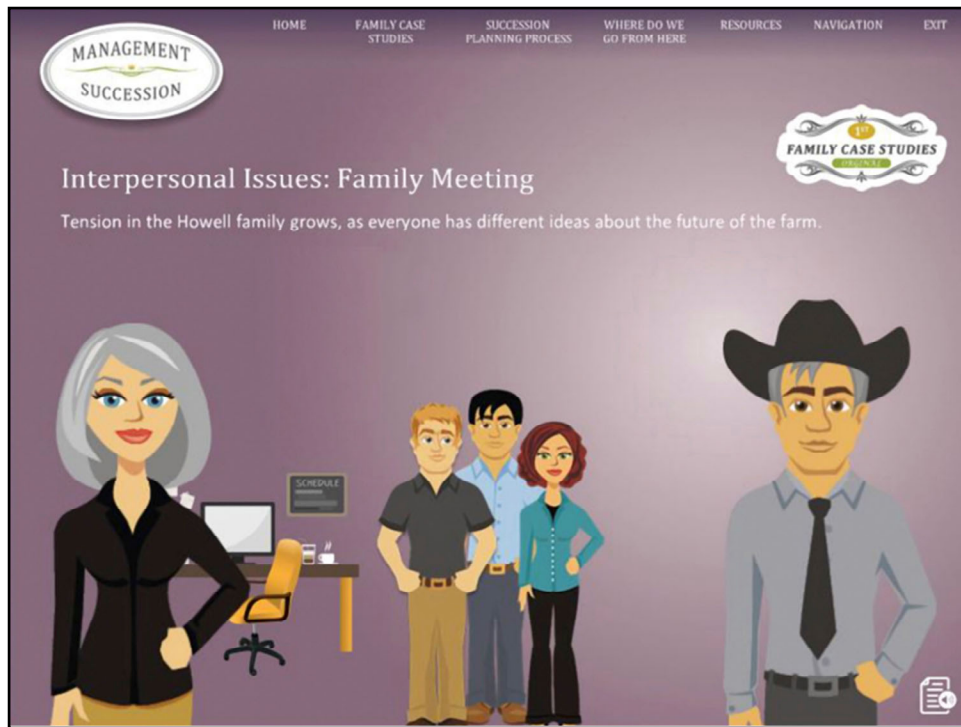 HOME
FAMILY CASE
STUDIES
SUCCESSION
PLANNING PROCESS
WHERE DO WE
GO FROM HERE
RESOURCES
NAVIGATION
EXIT
MANAGEMENT
SUCCESSION
1ST
FAMILY CASE STUDIES
ORIGINAL
Interpersonal Issues: Family Meeting
Tension in the Howell family grows, as everyone has different ideas about the future of the farm.
SCHEDULE